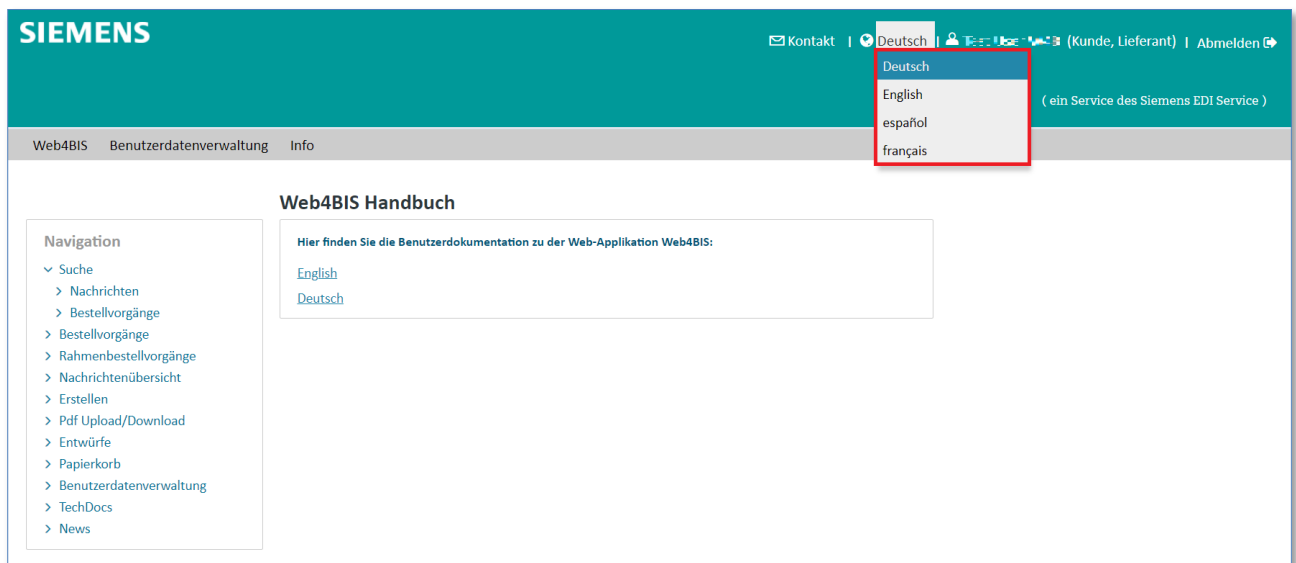 SIEMENS
Kontakt | Deutsch | (Kunde, Lieferant) | Abmelden
Deutsch
English
español
français
( ein Service des Siemens EDI Service )
Web4BIS Benutzerdatenverwaltung Info
Web4BIS Handbuch
Navigation
Suche
Nachrichten
Bestellvorgänge
Bestellvorgänge
Rahmenbestellvorgänge
Nachrichtenübersicht
Erstellen
Pdf Upload/Download
Entwürfe
Papierkorb
Benutzerdatenverwaltung
TechDocs
News
Hier finden Sie die Benutzerdokumentation zu der Web-Applikation Web4BIS:
English
Deutsch